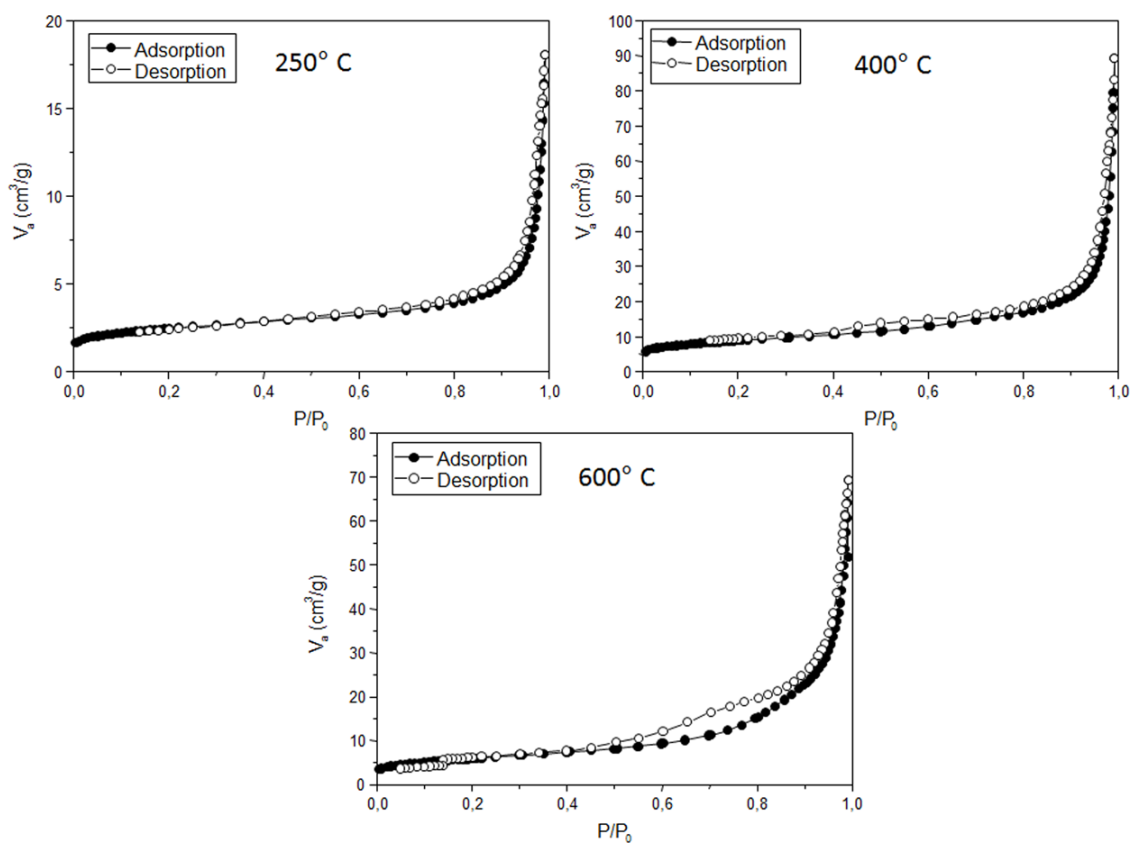 20
15
10
5
0
Adsorption
Desorption
250° C
Vₐ (cm³/g)
0,0 0,2 0,4 0,6 0,8 1,0
P/P₀
100
90
80
70
60
50
40
30
20
10
0
Adsorption
Desorption
400° C
Vₐ (cm³/g)
0,0 0,2 0,4 0,6 0,8 1,0
P/P₀
80
70
60
50
40
30
20
10
0
Adsorption
Desorption
600° C
Vₐ (cm³/g)
0,0 0,2 0,4 0,6 0,8 1,0
P/P₀